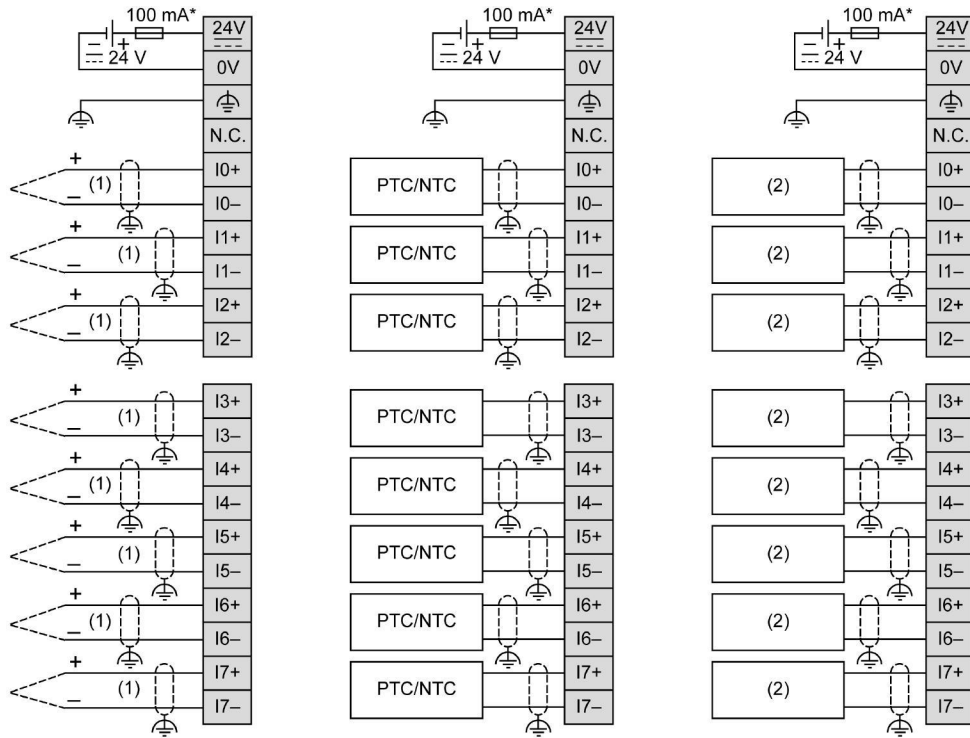 100 mA* 24V 100 mA* 24V 100 mA* 24V
– + – + – +
24 V 0V 24 V 0V 24 V 0V
N.C. N.C. N.C.
+ (1) I0+ PTC/NTC I0+ (2) I0+
– I0– I0– I0–
+ (1) I1+ PTC/NTC I1+ (2) I1+
– I1– I1– I1–
+ (1) I2+ PTC/NTC I2+ (2) I2+
– I2– I2– I2–
+ (1) I3+ PTC/NTC I3+ (2) I3+
– I3– I3– I3–
+ (1) I4+ PTC/NTC I4+ (2) I4+
– I4– I4– I4–
+ (1) I5+ PTC/NTC I5+ (2) I5+
– I5– I5– I5–
+ (1) I6+ PTC/NTC I6+ (2) I6+
– I6– I6– I6–
+ (1) I7+ PTC/NTC I7+ (2) I7+
– I7– I7– I7–